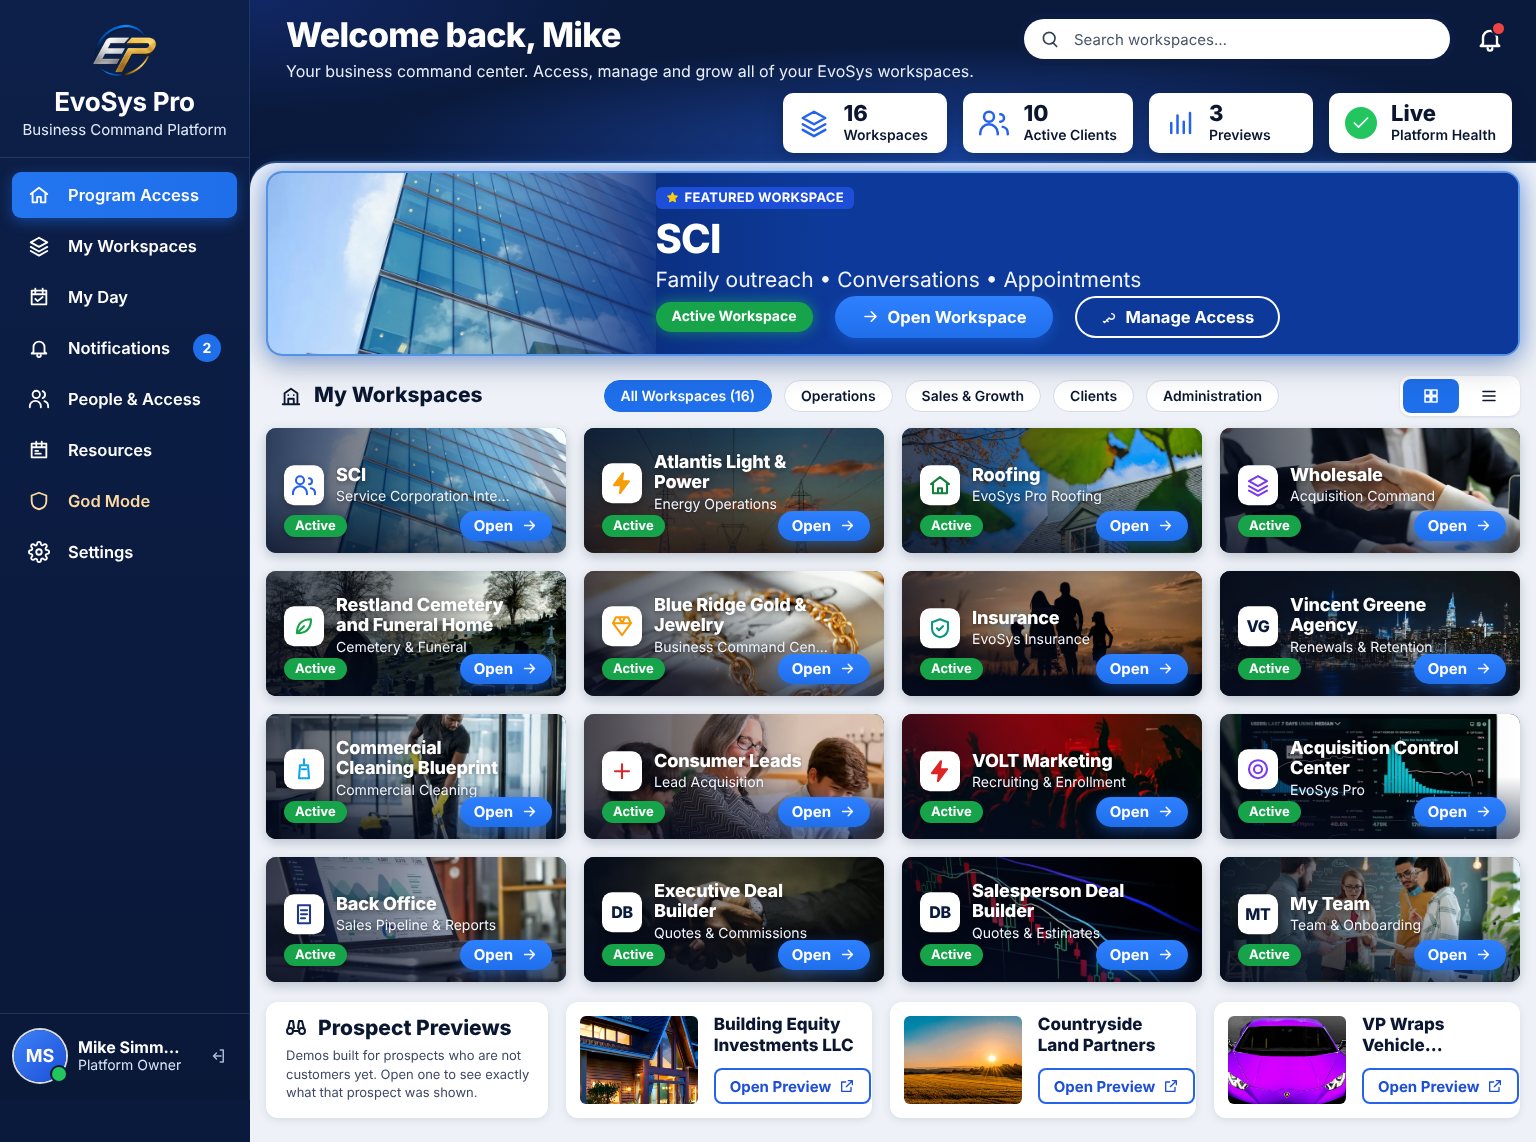 EP
EvoSys Pro
Business Command Platform
Program Access
My Workspaces
My Day
Notifications 2
People & Access
Resources
God Mode
Settings
MS
Mike Simm...
Platform Owner
Welcome back, Mike
Your business command center. Access, manage and grow all of your EvoSys workspaces.
Search workspaces...
16
Workspaces
10
Active Clients
3
Previews
Live
Platform Health
FEATURED WORKSPACE
SCI
Family outreach • Conversations • Appointments
Active Workspace
Open Workspace
Manage Access
My Workspaces
All Workspaces (16)
Operations
Sales & Growth
Clients
Administration
SCI
Service Corporation Inte...
Active
Open
Atlantis Light &
Power
Energy Operations
Active
Open
Roofing
EvoSys Pro Roofing
Active
Open
Wholesale
Acquisition Command
Active
Open
Restland Cemetery
and Funeral Home
Cemetery & Funeral
Active
Open
Blue Ridge Gold &
Jewelry
Business Command Cen...
Active
Open
Insurance
EvoSys Insurance
Active
Open
VG
Vincent Greene
Agency
Renewals & Retention
Active
Open
Commercial
Cleaning Blueprint
Commercial Cleaning
Active
Open
Consumer Leads
Lead Acquisition
Active
Open
VOLT Marketing
Recruiting & Enrollment
Active
Open
USERS: LAST 7 DAYS USING MEDIAN
Acquisition Control
Center
EvoSys Pro
Active
Open
Back Office
Sales Pipeline & Reports
Active
Open
DB
Executive Deal
Builder
Quotes & Commissions
Active
Open
DB
Salesperson Deal
Builder
Quotes & Estimates
Active
Open
MT
My Team
Team & Onboarding
Active
Open
Prospect Previews
Demos built for prospects who are not
customers yet. Open one to see exactly
what that prospect was shown.
Building Equity
Investments LLC
Open Preview
Countryside
Land Partners
Open Preview
VP Wraps
Vehicle...
Open Preview